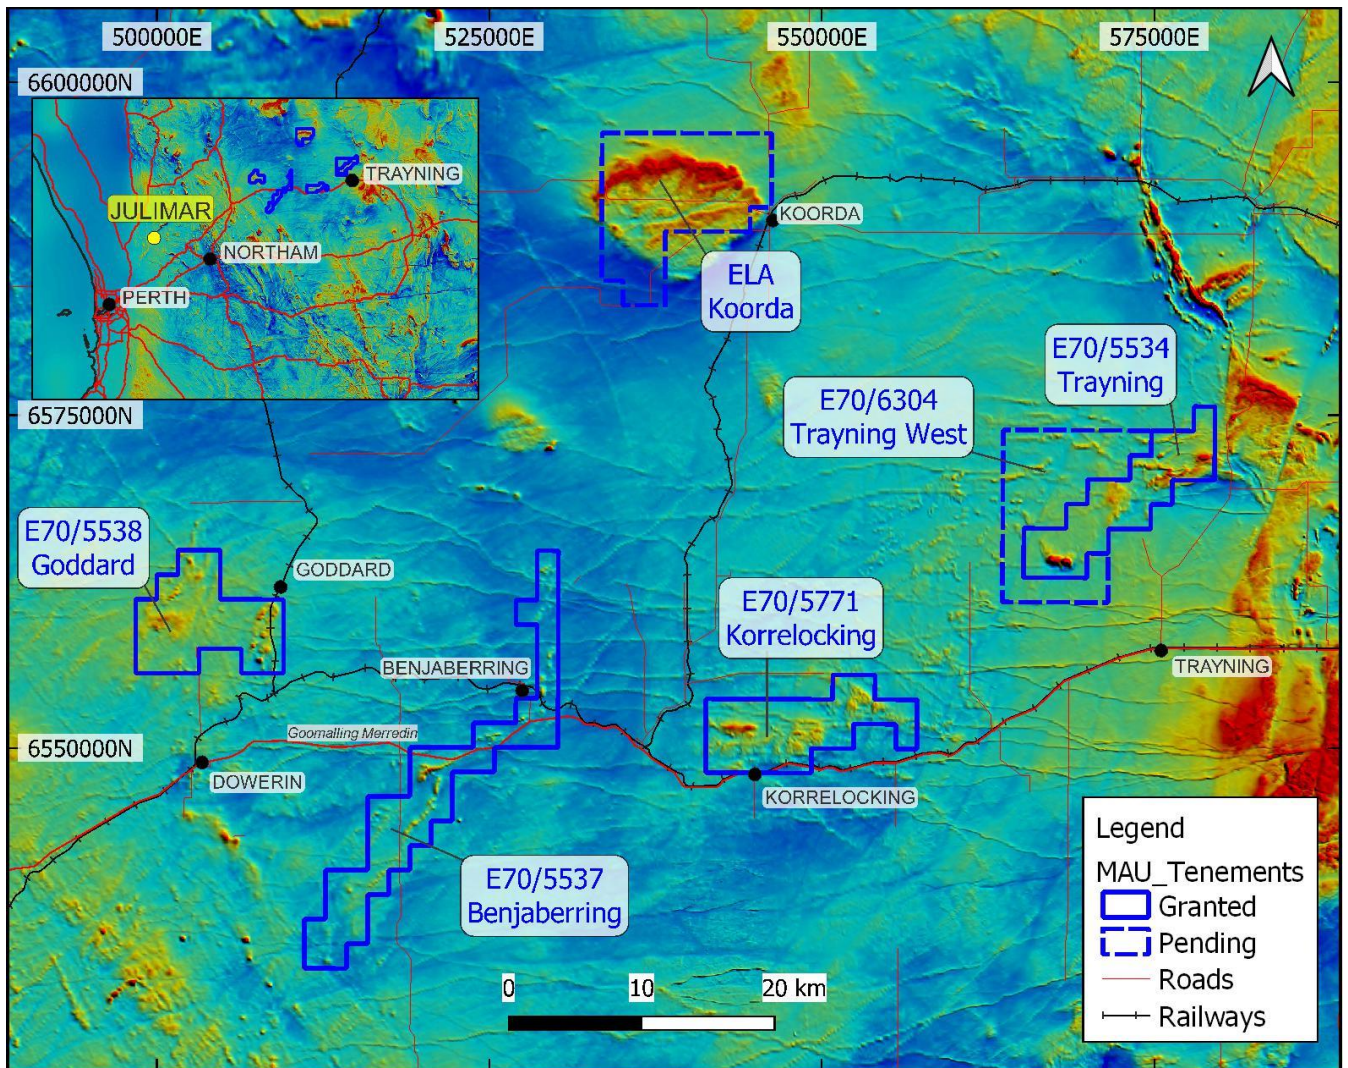 500000E
525000E
550000E
575000E
6600000N
TRAYNING
JULIMAR
NORTHAM
PERTH
KOORDA
ELA
Koorda
E70/5534
Trayning
E70/6304
Trayning West
6575000N
E70/5538
Goddard
GODDARD
E70/5771
Korrelocking
BENJABERRING
TRAYNING
Goomalling Merredin
6550000N
DOWERIN
KORRELOCKING
E70/5537
Benjaberring
0 10 20 km
Legend
MAU_Tenements
Granted
Pending
Roads
Railways